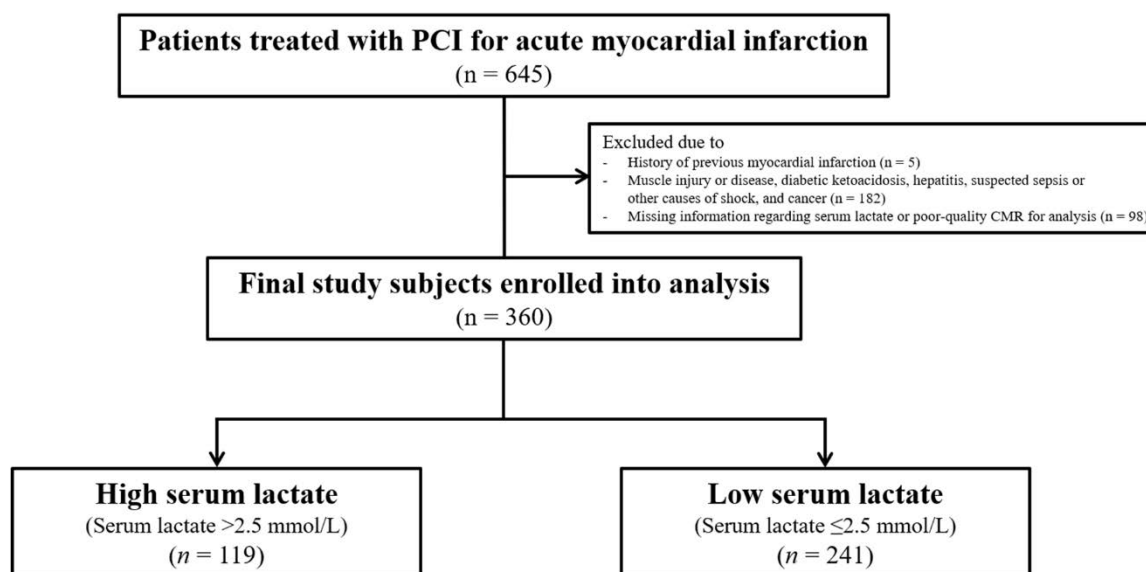 Patients treated with PCI for acute myocardial infarction
(n = 645)
Excluded due to
- History of previous myocardial infarction (n = 5)
- Muscle injury or disease, diabetic ketoacidosis, hepatitis, suspected sepsis or
other causes of shock, and cancer (n = 182)
- Missing information regarding serum lactate or poor-quality CMR for analysis (n = 98)
Final study subjects enrolled into analysis
(n = 360)
High serum lactate
(Serum lactate >2.5 mmol/L)
(n = 119)
Low serum lactate
(Serum lactate ≤2.5 mmol/L)
(n = 241)